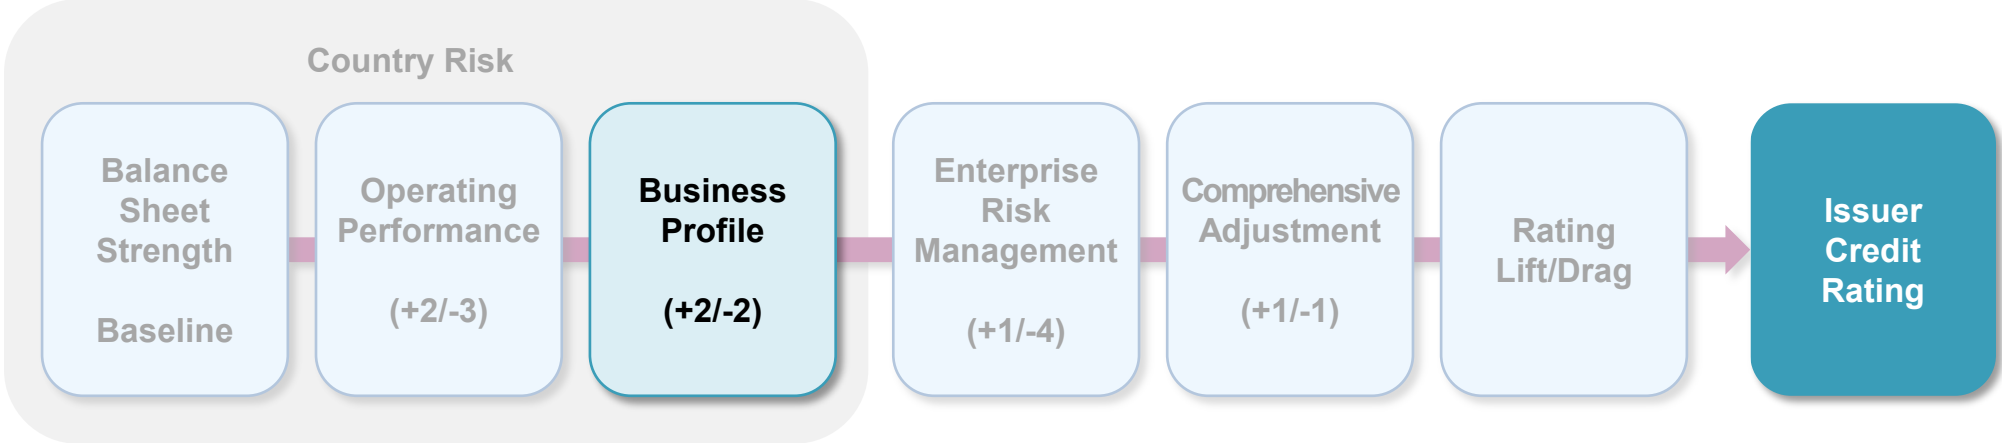 Country Risk
Balance
Sheet
Strength
Baseline
Operating
Performance
(+2/-3)
Business
Profile
(+2/-2)
Enterprise
Risk
Management
(+1/-4)
Comprehensive
Adjustment
(+1/-1)
Rating
Lift/Drag
Issuer
Credit
Rating